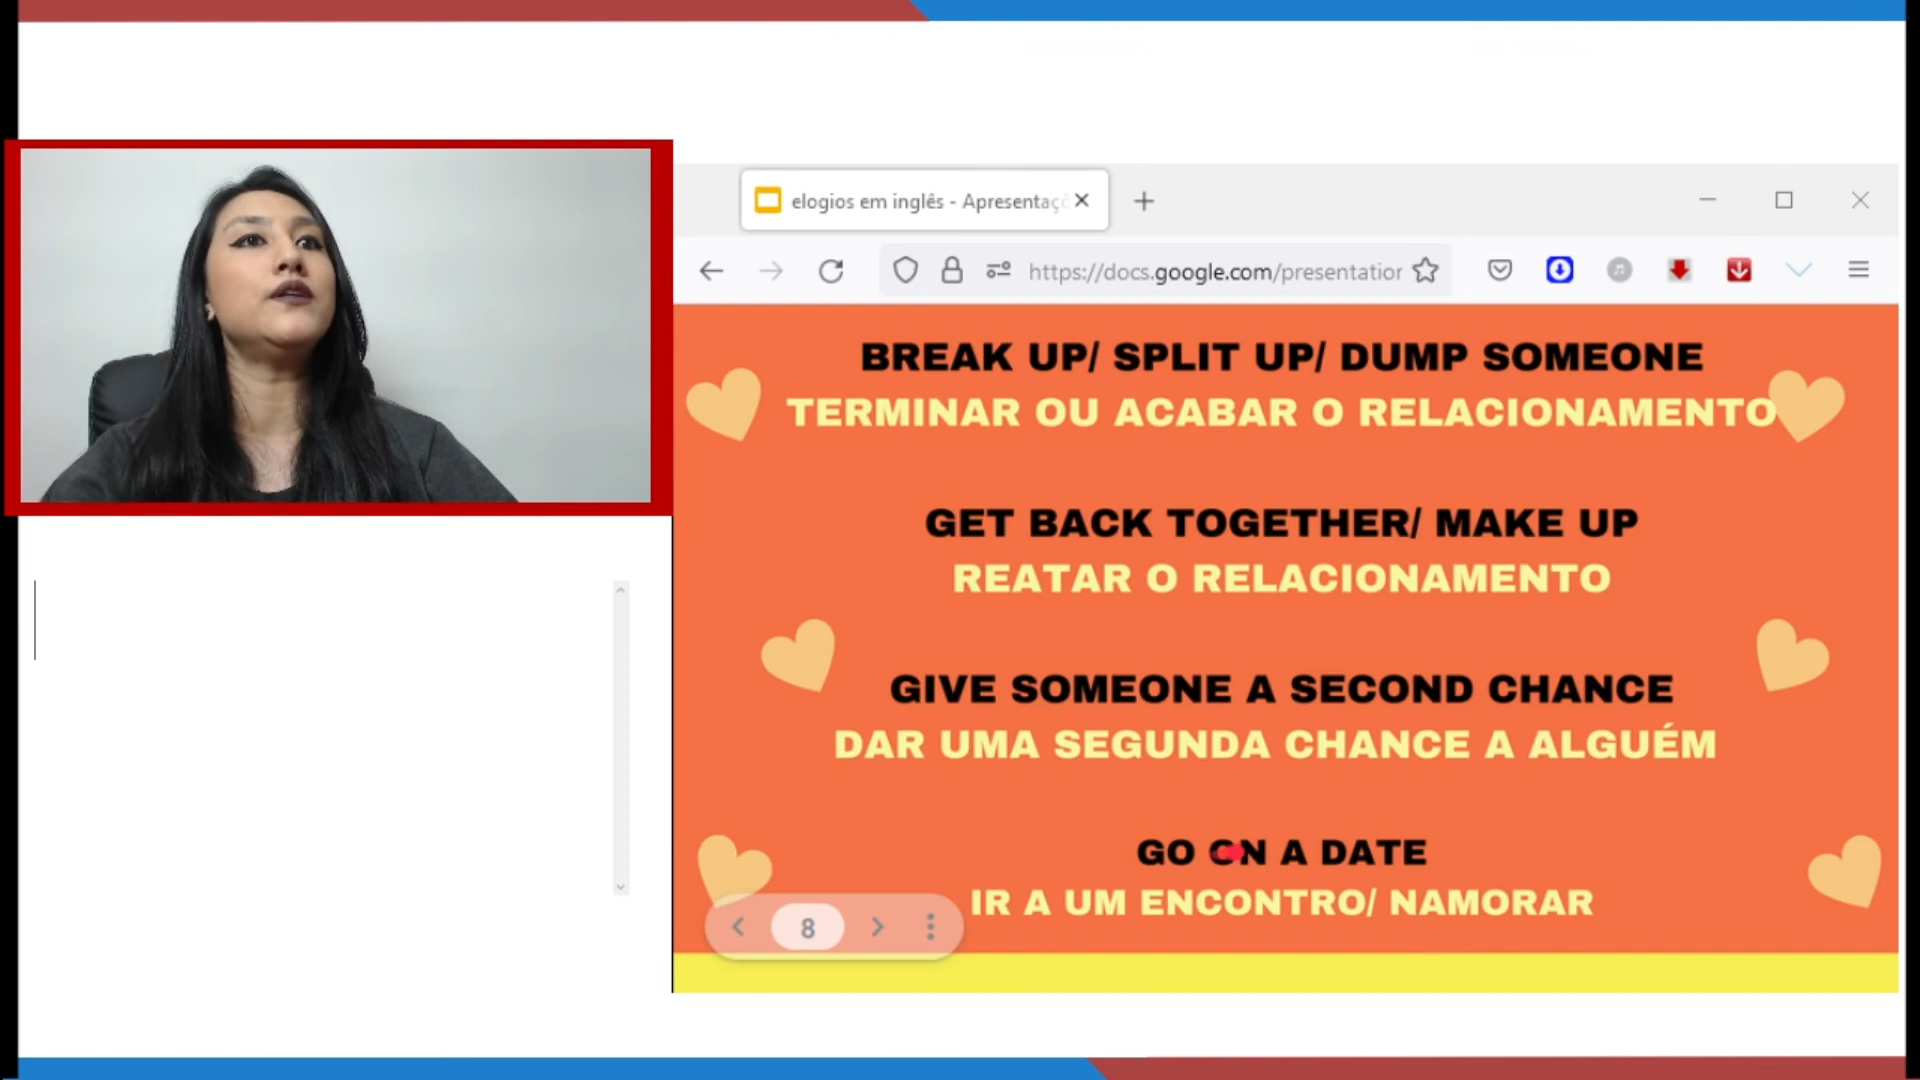 elogios em inglês - Apresentaçõ
https://docs.google.com/presentation
BREAK UP/ SPLIT UP/ DUMP SOMEONE
TERMINAR OU ACABAR O RELACIONAMENTO
GET BACK TOGETHER/ MAKE UP
REATAR O RELACIONAMENTO
GIVE SOMEONE A SECOND CHANCE
DAR UMA SEGUNDA CHANCE A ALGUÉM
GO ON A DATE
IR A UM ENCONTRO/ NAMORAR
8